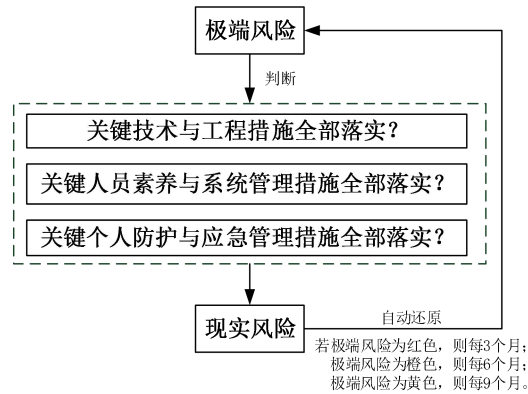 极端风险
判断
关键技术与工程措施全部落实？
关键人员素养与系统管理措施全部落实？
关键个人防护与应急管理措施全部落实？
现实风险
自动还原
若极端风险为红色，则每3个月；
极端风险为橙色，则每6个月；
极端风险为黄色，则每9个月。